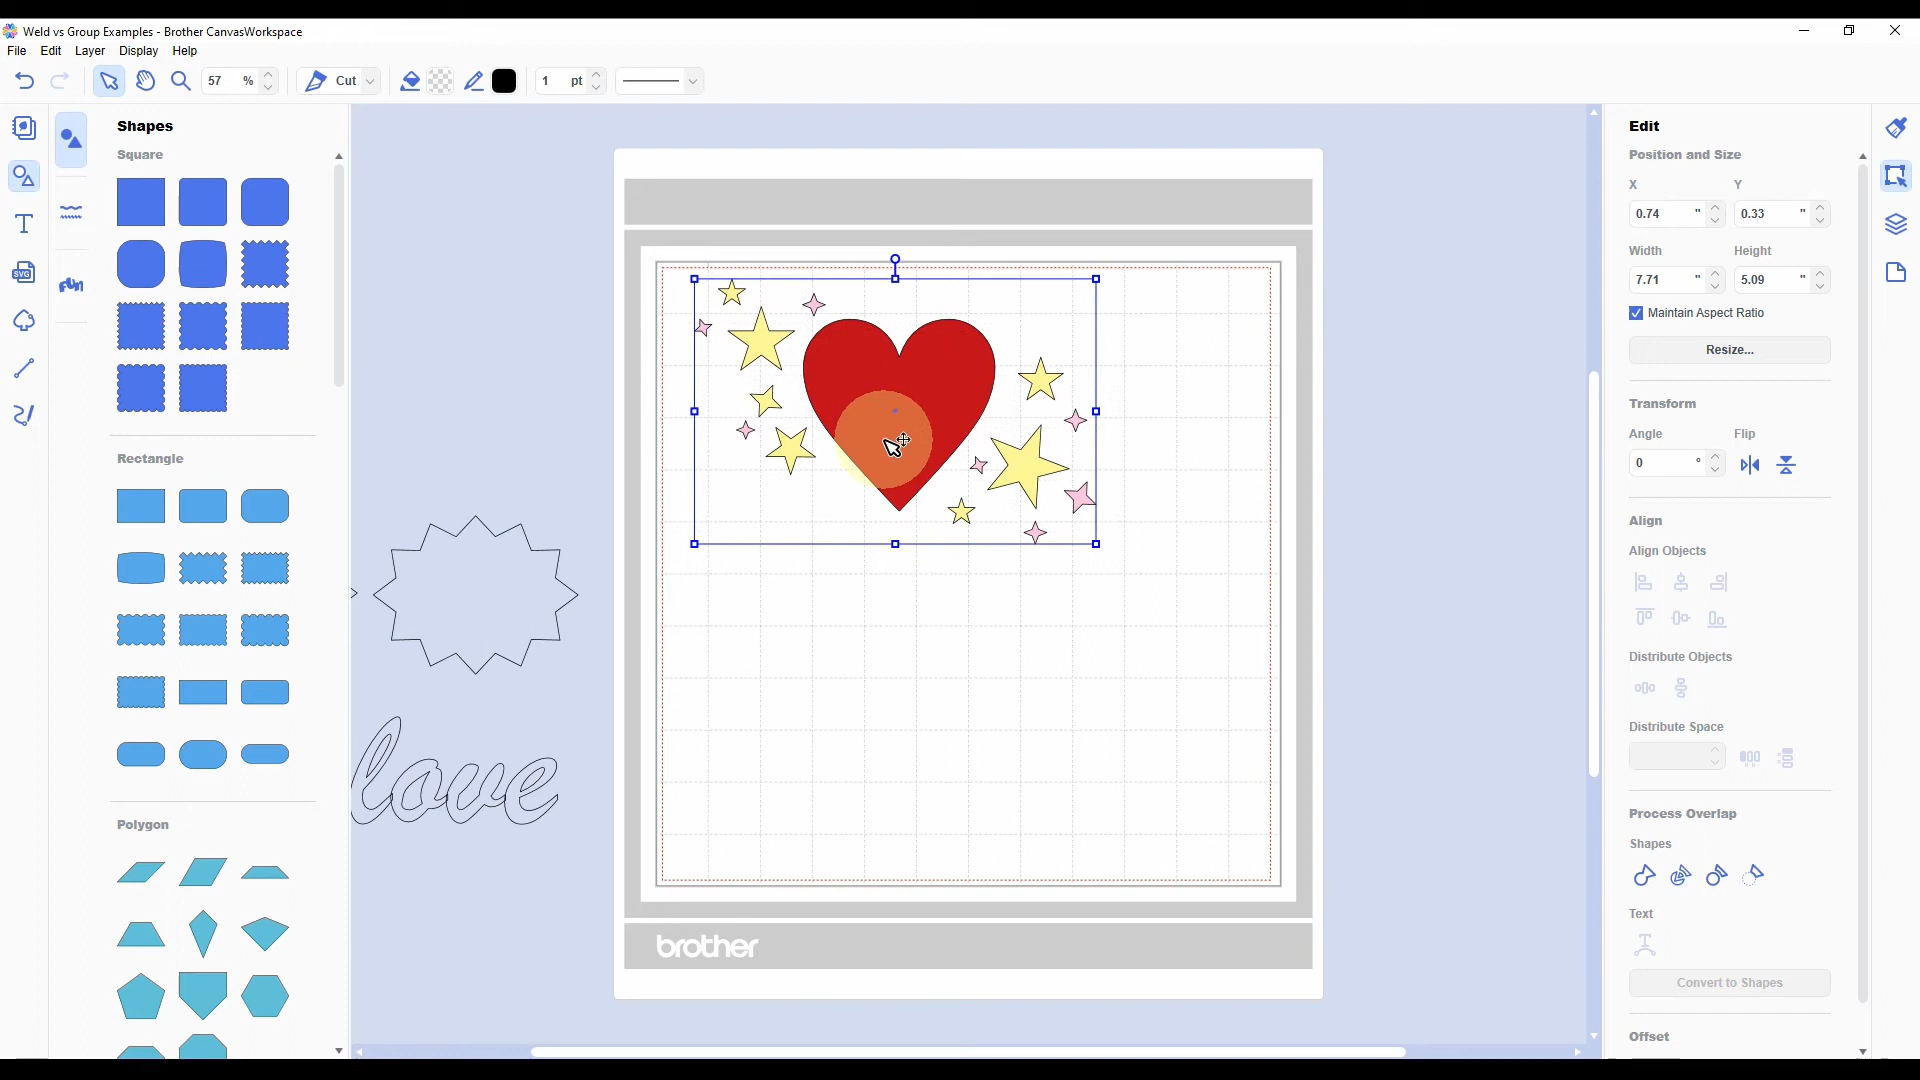 Weld vs Group Examples - Brother CanvasWorkspace
File Edit Layer Display Help
57 % Cut 1 pt
Shapes
Square
Rectangle
Polygon
T
SVG
fun
love
brother
Edit
Position and Size
X Y
0.74 " 0.33 "
Width Height
7.71 " 5.09 "
Maintain Aspect Ratio
Resize...
Transform
Angle Flip
0 °
Align
Align Objects
Distribute Objects
Distribute Space
Process Overlap
Shapes
Text
Convert to Shapes
Offset